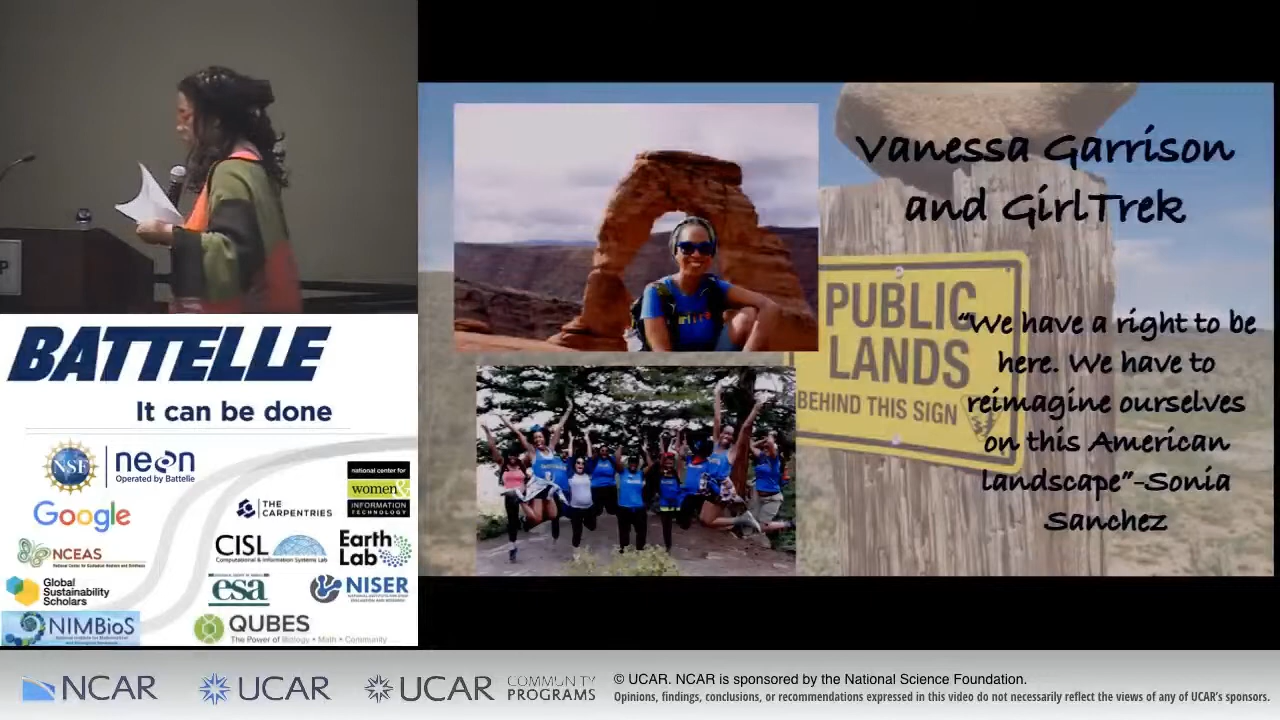 P
BATTELLE
It can be done
NSF
neon
Operated by Battelle
national center for
women&
INFORMATION
TECHNOLOGY
Google
THE
CARPENTRIES
NCEAS
CISL
Computational & Information Systems Lab
Earth
Lab
Global
Sustainability
Scholars
esa
NISER
NIMBioS
QUBES
The Power of Biology • Math • Community
Vanessa Garrison
and GirlTrek
PUBLIC
LANDS
BEHIND THIS SIGN
“We have a right to be
here. We have to
reimagine ourselves
on this American
landscape”-Sonia
Sanchez
NCAR
UCAR
UCAR
COMMUNITY
PROGRAMS
© UCAR. NCAR is sponsored by the National Science Foundation.
Opinions, findings, conclusions, or recommendations expressed in this video do not necessarily reflect the views of any of UCAR's sponsors.